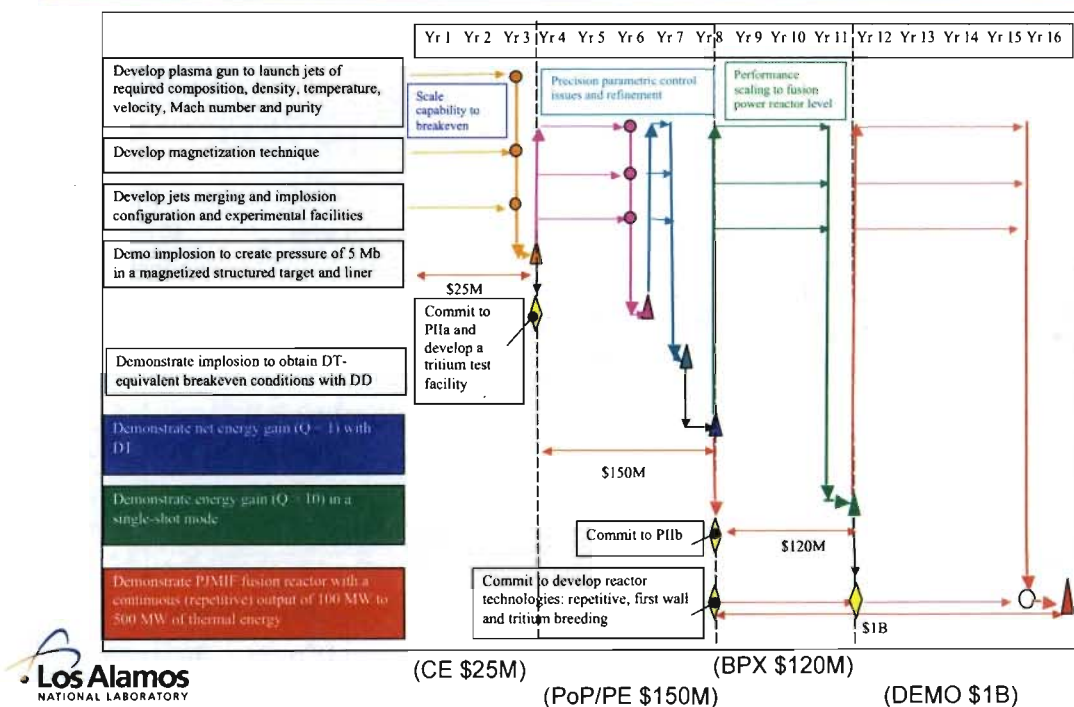 Yr 1 Yr 2 Yr 3 Yr 4 Yr 5 Yr 6 Yr 7 Yr 8 Yr 9 Yr 10 Yr 11 Yr 12 Yr 13 Yr 14 Yr 15 Yr 16
Develop plasma gun to launch jets of
required composition, density, temperature,
velocity, Mach number and purity
Scale
capability to
breakeven
Precision parametric control
issues and refinement
Performance
scaling to fusion
power reactor level
Develop magnetization technique
Develop jets merging and implosion
configuration and experimental facilities
Demo implosion to create pressure of 5 Mb
in a magnetized structured target and liner
$25M
Commit to
PIIa and
develop a
tritium test
facility
Demonstrate implosion to obtain DT-
equivalent breakeven conditions with DD
Demonstrate net energy gain (Q ~ 1) with
DT
$150M
Demonstrate energy gain (Q ~ 10) in a
single-shot mode
Commit to PIIb
$120M
Demonstrate PJMIF fusion reactor with a
continuous (repetitive) output of 100 MW to
500 MW of thermal energy
Commit to develop reactor
technologies: repetitive, first wall
and tritium breeding
$1B
Los Alamos
NATIONAL LABORATORY
(CE $25M)
(PoP/PE $150M)
(BPX $120M)
(DEMO $1B)